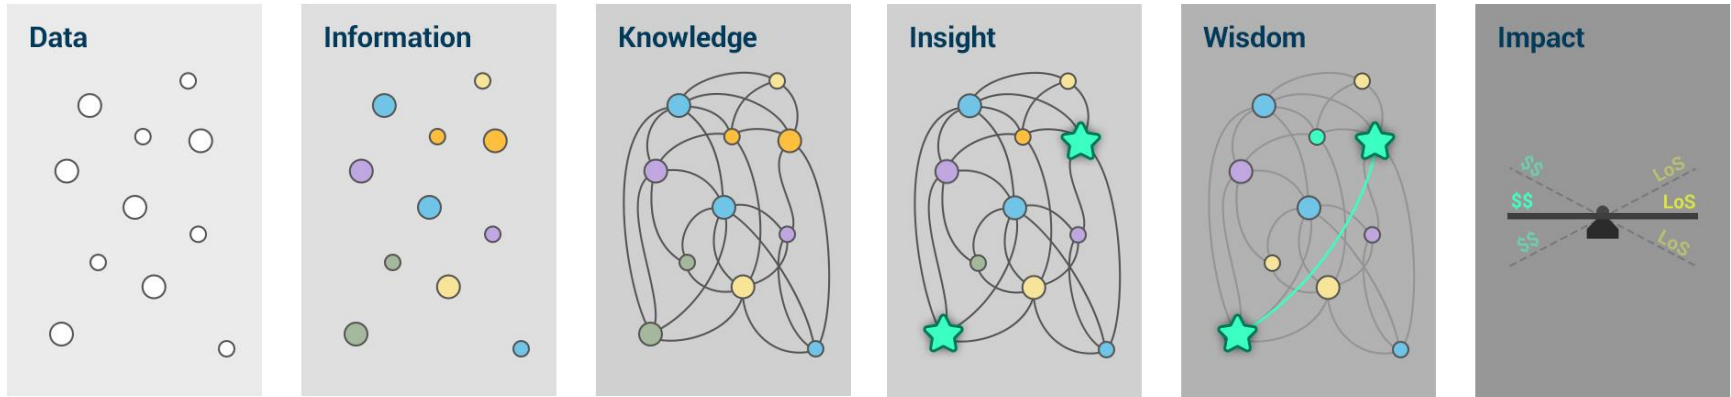 Data
Information
Knowledge
Insight
Wisdom
Impact
$$
LoS
$$
LoS
$$
LoS